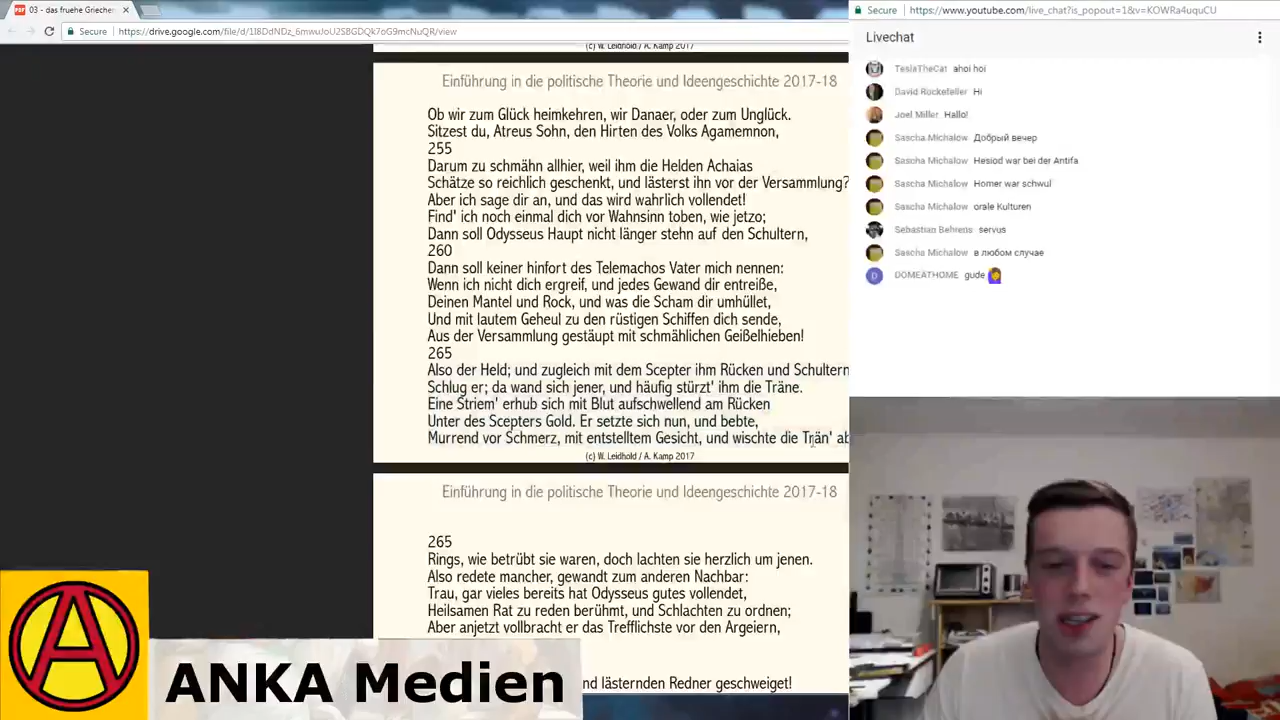 03 - das fruehe Griechen
Secure
https://drive.google.com/file/d/
/view
(c) W. Leidhold / A. Kamp 2017
Einführung in die politische Theorie und Ideengeschichte 2017-18
Ob wir zum Glück heimkehren, wir Danaer, oder zum Unglück.
Sitzest du, Atreus Sohn, den Hirten des Volks Agamemnon,
255
Darum zu schmähn allhier, weil ihm die Helden Achaias
Schätze so reichlich geschenkt, und lästerst ihn vor der Versammlung?
Aber ich sage dir an, und das wird wahrlich vollendet!
Find' ich noch einmal dich vor Wahnsinn toben, wie jetzo;
Dann soll Odysseus Haupt nicht länger stehn auf den Schultern,
260
Dann soll keiner hinfort des Telemachos Vater mich nennen:
Wenn ich nicht dich ergreif, und jedes Gewand dir entreiße,
Deinen Mantel und Rock, und was die Scham dir umhüllet,
Und mit lautem Geheul zu den rüstigen Schiffen dich sende,
Aus der Versammlung gestäupt mit schmählichen Geißelhieben!
265
Also der Held; und zugleich mit dem Scepter ihm Rücken und Schultern
Schlug er; da wand sich jener, und häufig stürzt' ihm die Träne.
Eine Striem' erhub sich mit Blut aufschwellend am Rücken
Unter des Scepters Gold. Er setzte sich nun, und bebte,
Murrend vor Schmerz, mit entstelltem Gesicht, und wischte die Trän' ab
(c) W. Leidhold / A. Kamp 2017
Einführung in die politische Theorie und Ideengeschichte 2017-18
265
Rings, wie betrübt sie waren, doch lachten sie herzlich um jenen.
Also redete mancher, gewandt zum anderen Nachbar:
Trau, gar vieles bereits hat Odysseus gutes vollendet,
Heilsamen Rat zu reden berühmt, und Schlachten zu ordnen;
Aber anjetzt vollbracht er das Trefflichste vor den Argeiern,
nd lästernden Redner geschweiget!
ANKA Medien
Secure
https://www.youtube.com/live_chat?is_popout=1&v=KOWRa4uquCU
Livechat
TeslaTheCat ahoi hoi
David Rockefeller Hi
Joel Miller Hallo!
Sascha Michalow Добрый вечер
Sascha Michalow Hesiod war bei der Antifa
Sascha Michalow Homer war schwul
Sascha Michalow orale Kulturen
Sebastian Behrens servus
Sascha Michalow в любом случае
D DOMEATHOME gude 🙋‍♀️